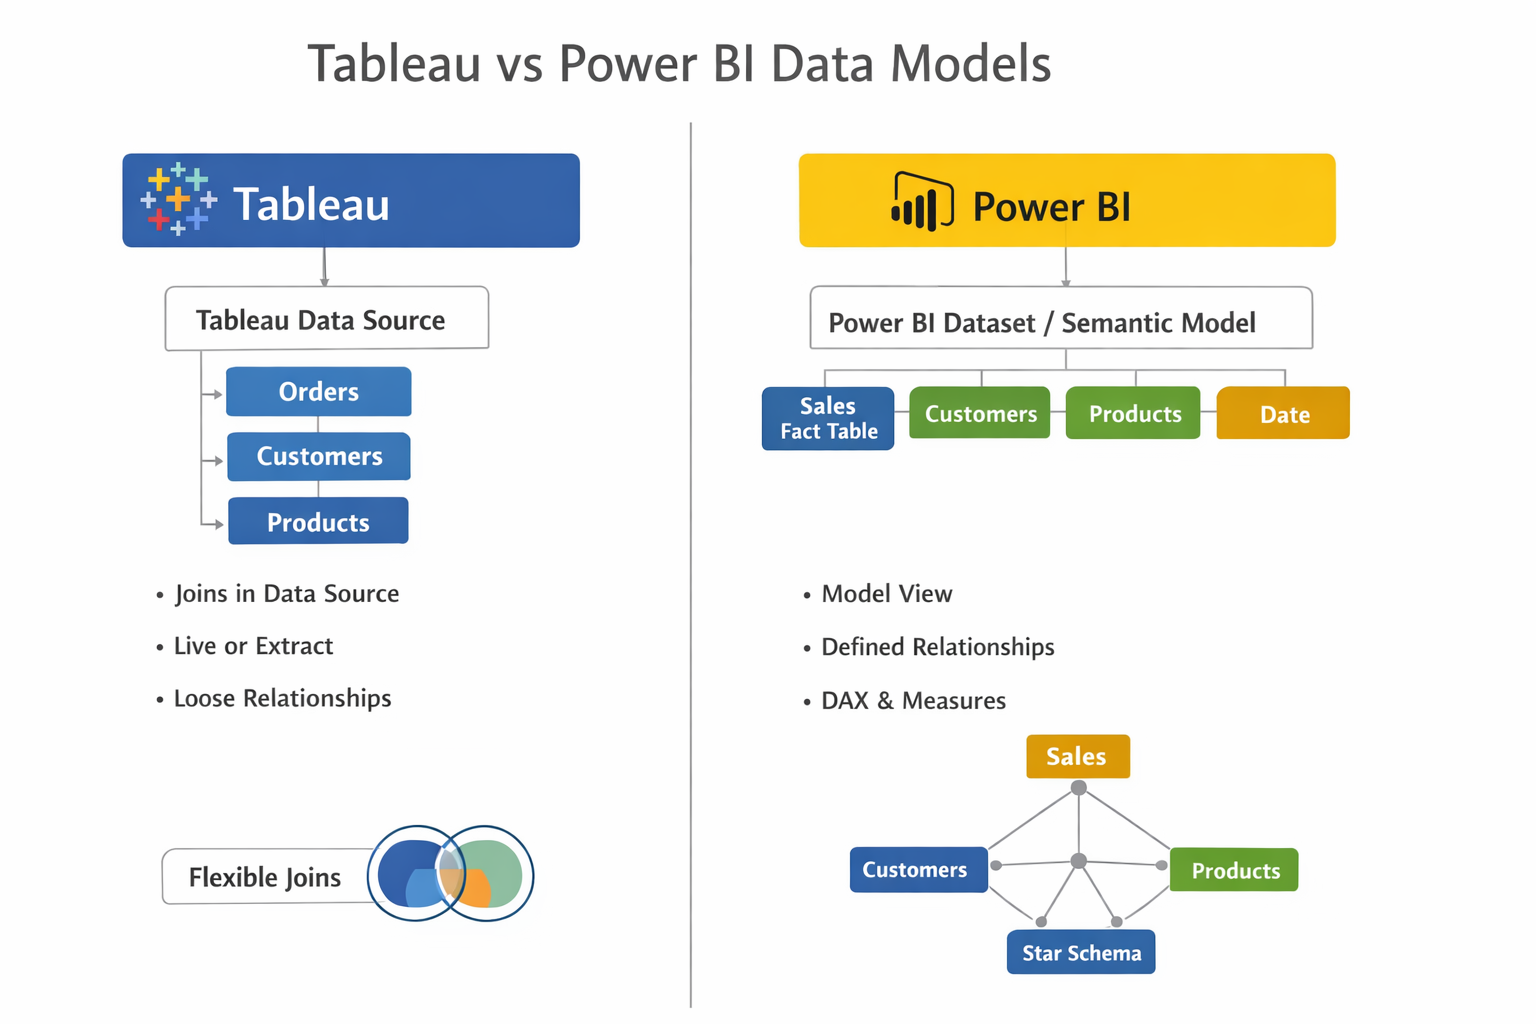 Tableau vs Power BI Data Models
Tableau
Tableau Data Source
Orders
Customers
Products
• Joins in Data Source
• Live or Extract
• Loose Relationships
Flexible Joins
Power BI
Power BI Dataset / Semantic Model
Sales
Fact Table
Customers
Products
Date
• Model View
• Defined Relationships
• DAX & Measures
Sales
Customers
Products
Star Schema